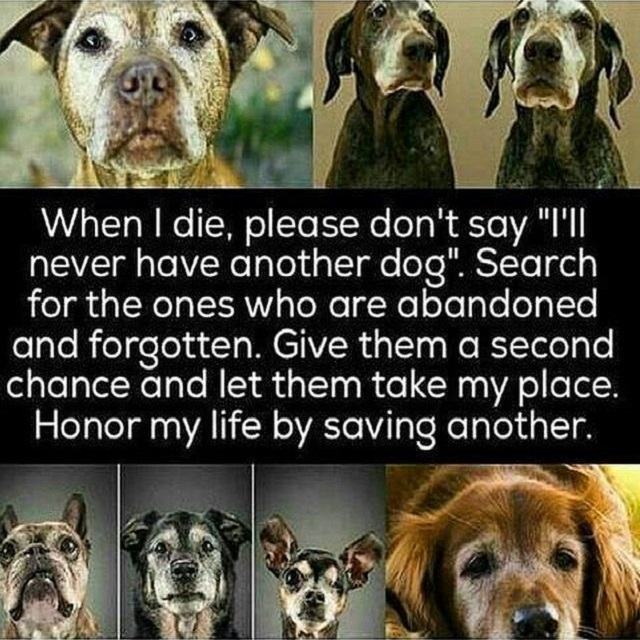 When I die, please don't say "I'll
never have another dog". Search
for the ones who are abandoned
and forgotten. Give them a second
chance and let them take my place.
Honor my life by saving another.